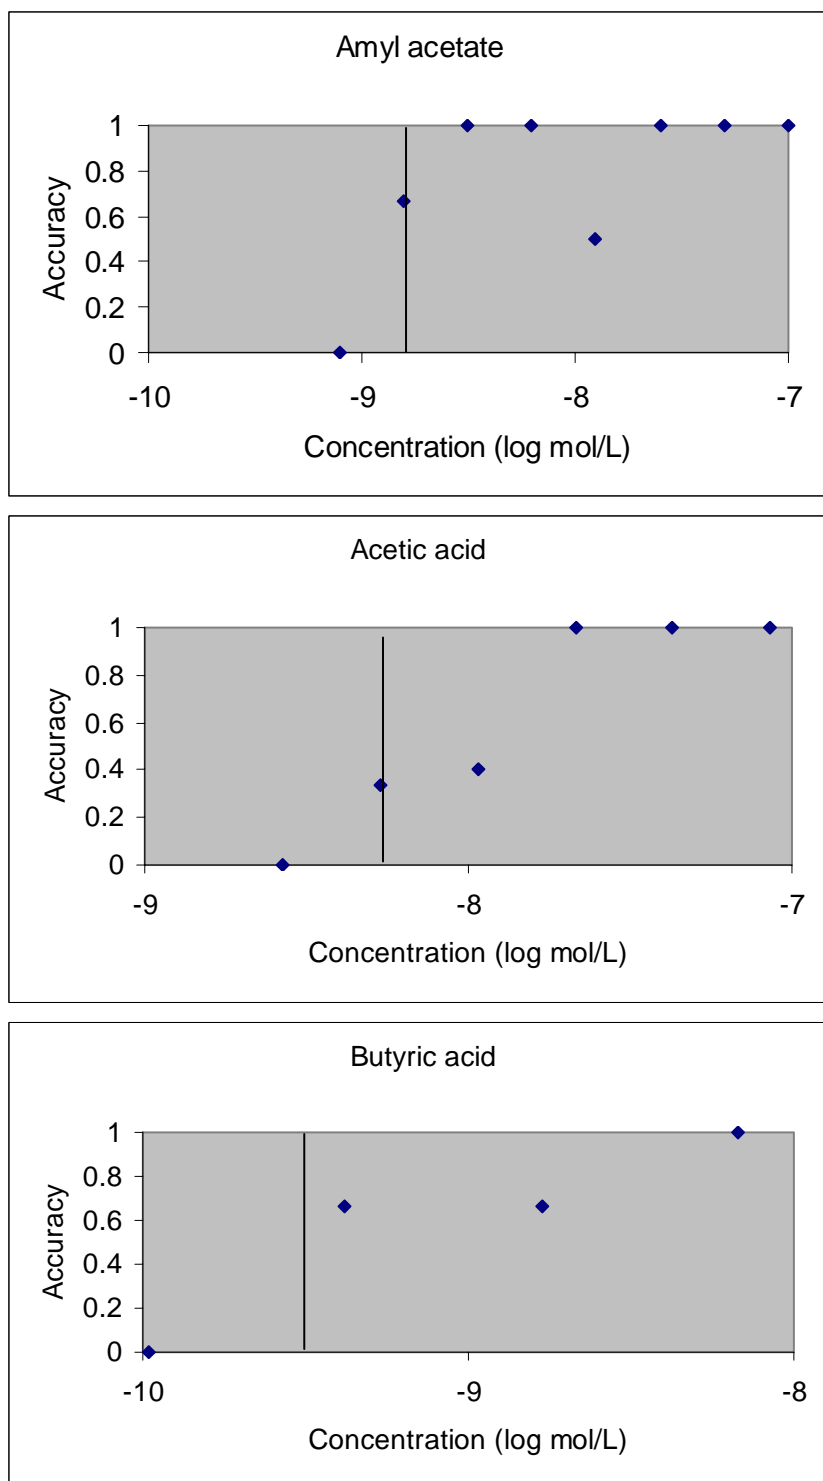 Amyl acetate
1
0.8
0.6
0.4
0.2
0
Accuracy
-10 -9 -8 -7
Concentration (log mol/L)
Acetic acid
1
0.8
0.6
0.4
0.2
0
Accuracy
-9 -8 -7
Concentration (log mol/L)
Butyric acid
1
0.8
0.6
0.4
0.2
0
Accuracy
-10 -9 -8
Concentration (log mol/L)